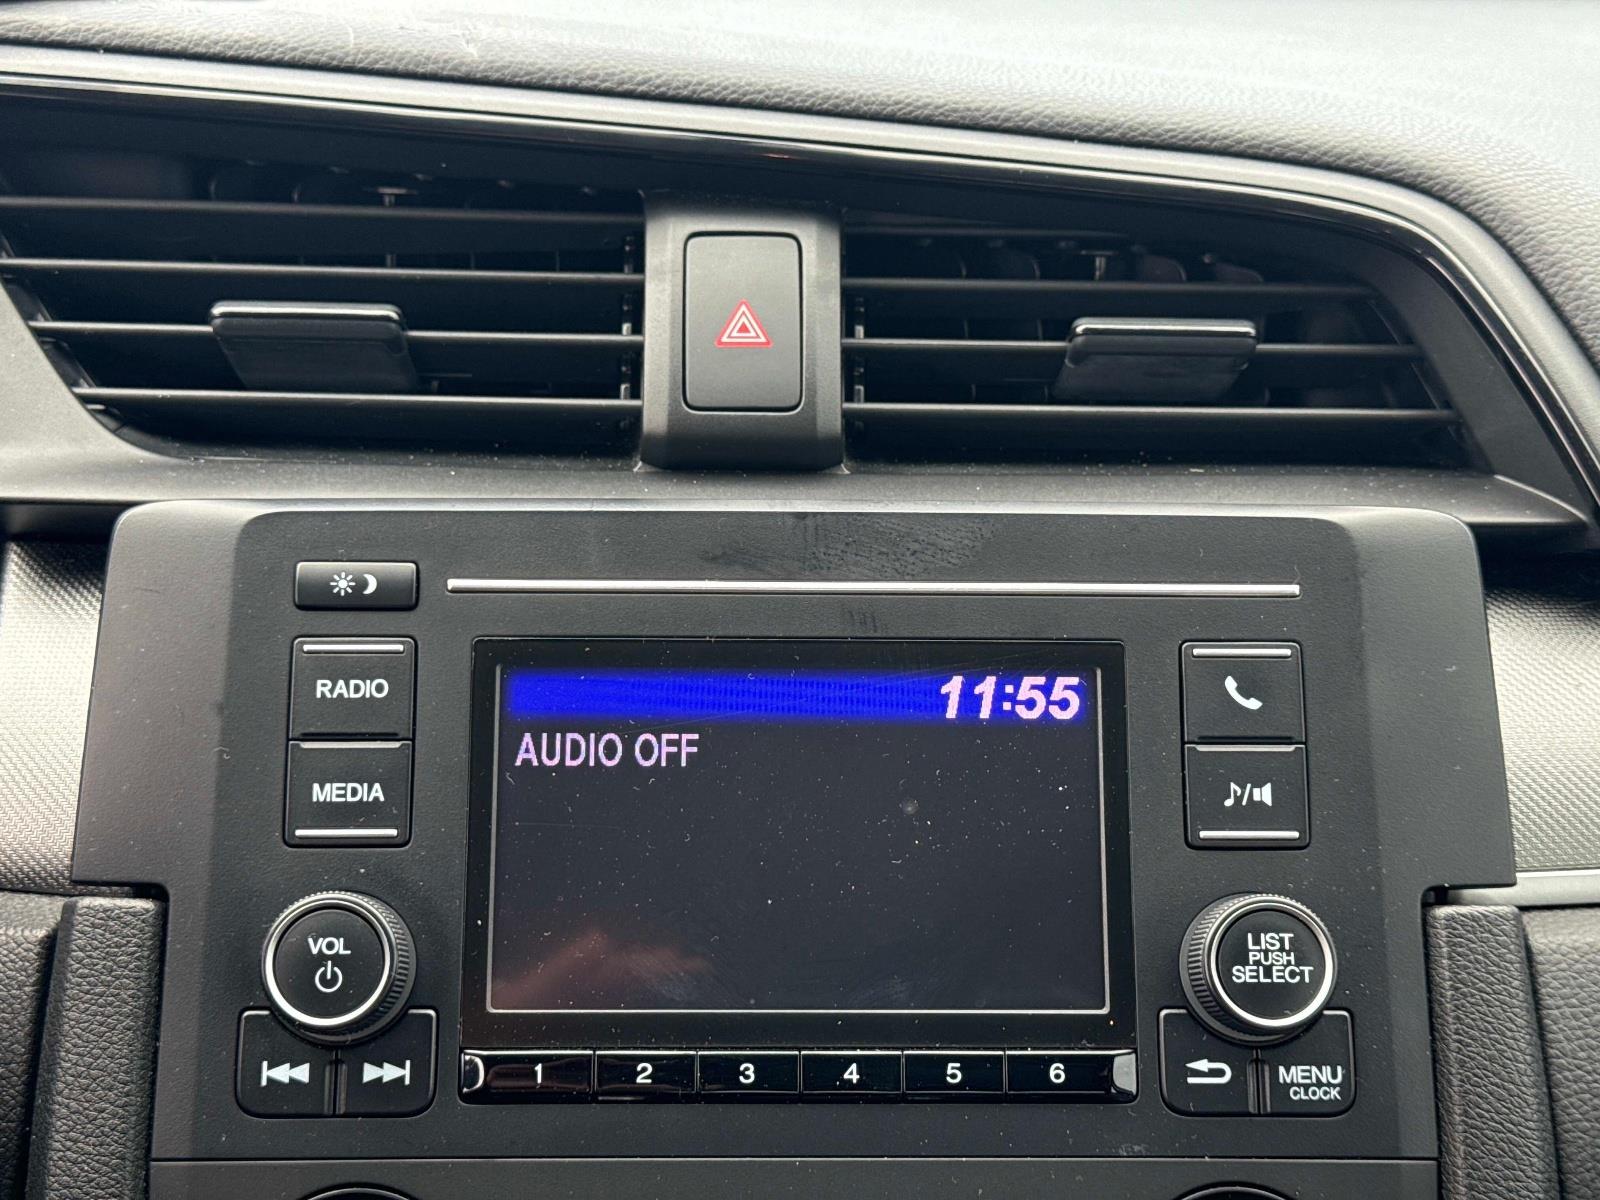 RADIO
MEDIA
11:55
AUDIO OFF
VOL
LIST
PUSH
SELECT
1 2 3 4 5 6
MENU
CLOCK